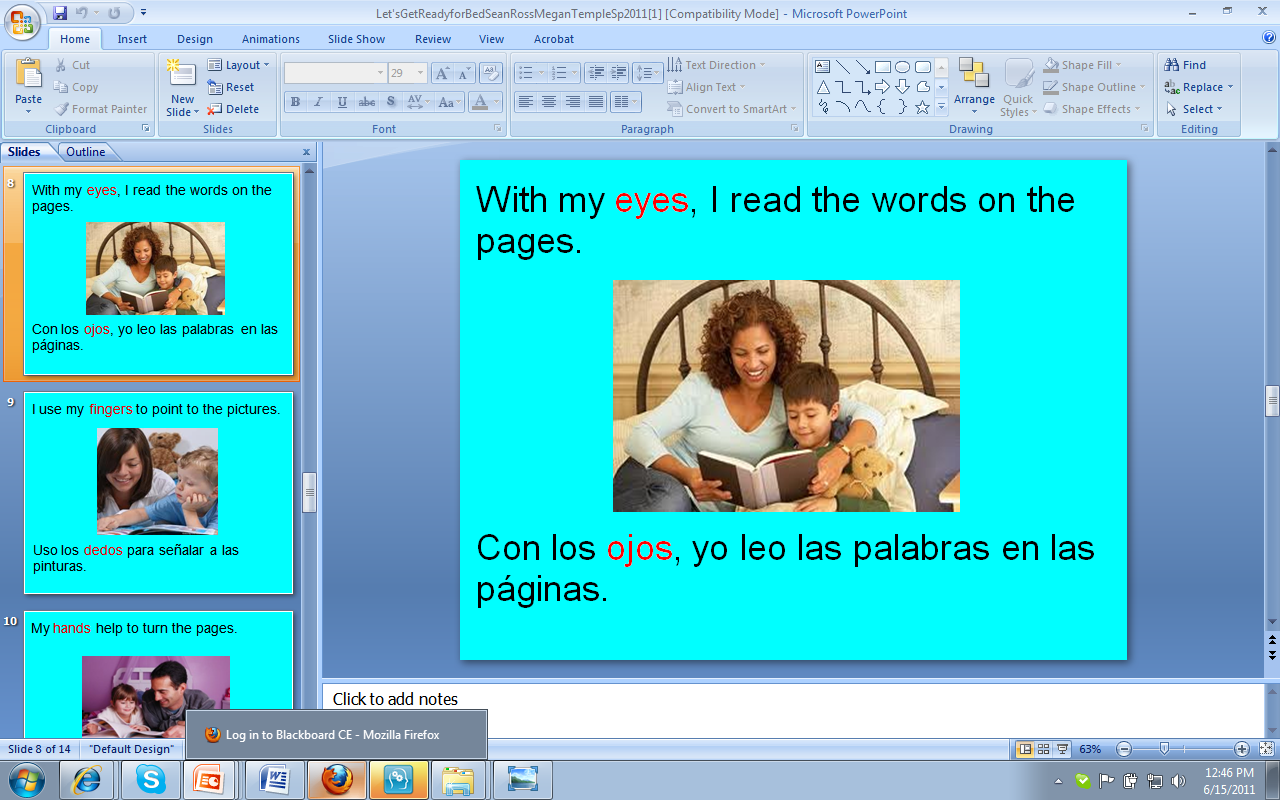 Let'sGetReadyforBedSeanRossMeganTempleSp2011[1] [Compatibility Mode] - Microsoft PowerPoint
Home Insert Design Animations Slide Show Review View Acrobat
Paste
Cut
Copy
Format Painter
Clipboard
New Slide
Layout
Reset
Delete
Slides
29
B I U abc S AV Aa A
Font
Text Direction
Align Text
Convert to SmartArt
Paragraph
Arrange
Quick Styles
Shape Fill
Shape Outline
Shape Effects
Drawing
Find
Replace
Select
Editing
Slides Outline x
8
With my eyes, I read the words on the
pages.
Con los ojos, yo leo las palabras en las
páginas.
9
I use my fingers to point to the pictures.
Uso los dedos para señalar a las
pinturas.
10
My hands help to turn the pages.
With my eyes, I read the words on the
pages.
Con los ojos, yo leo las palabras en las
páginas.
Click to add notes
Log in to Blackboard CE - Mozilla Firefox
Slide 8 of 14 "Default Design" 63%
12:46 PM
6/15/2011